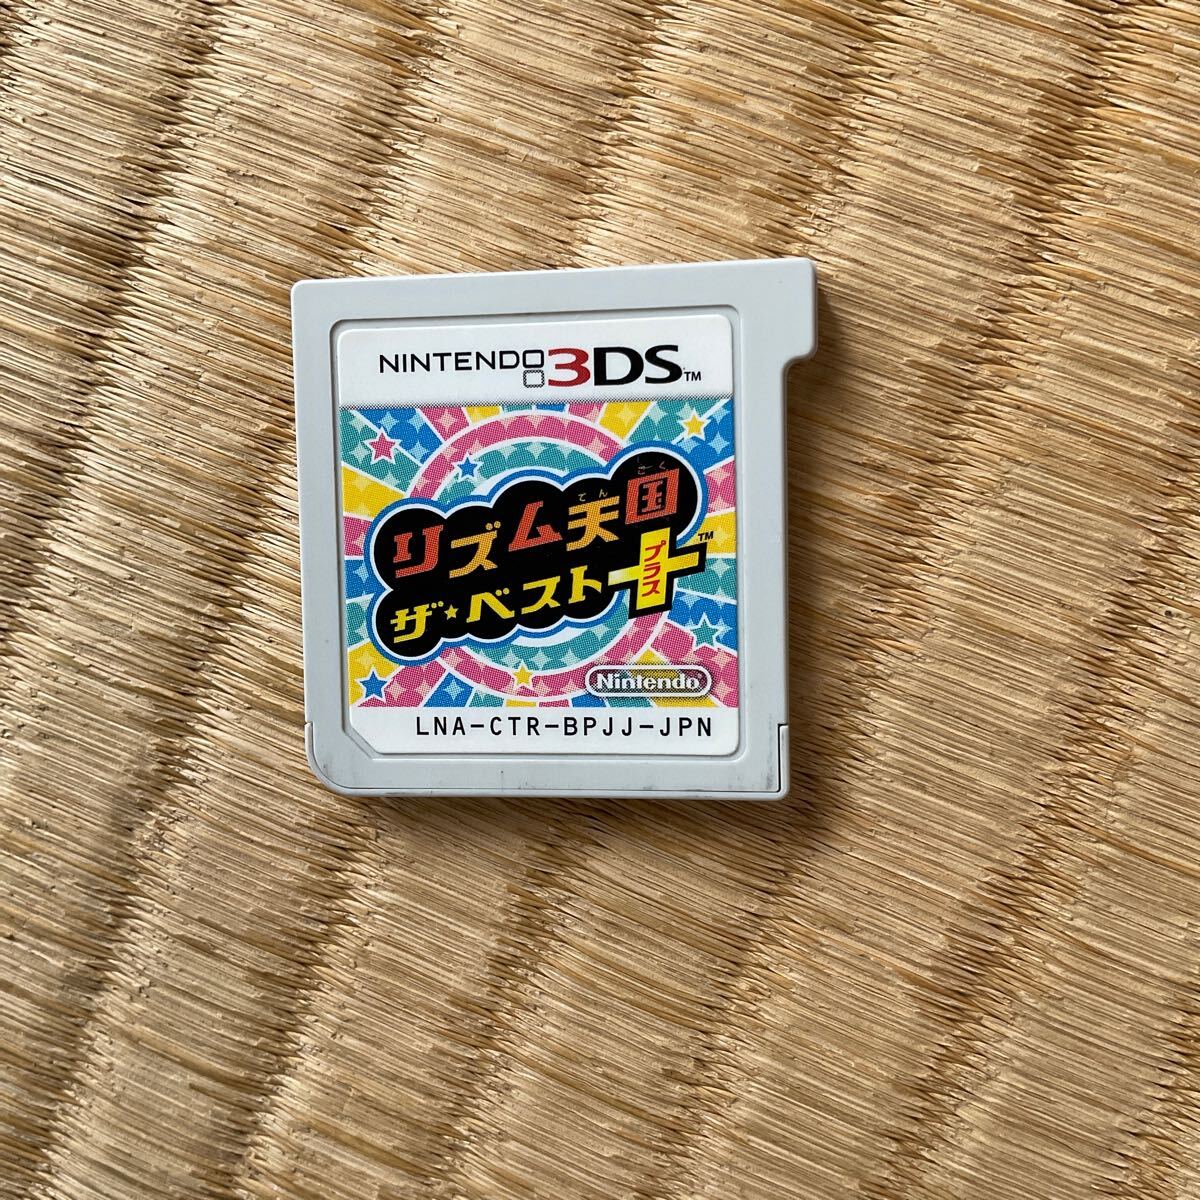 NINTENDO 3DS™
リズム天国
てんごく
ザ★ベスト+™
プラス
Nintendo
LNA-CTR-BPJJ-JPN